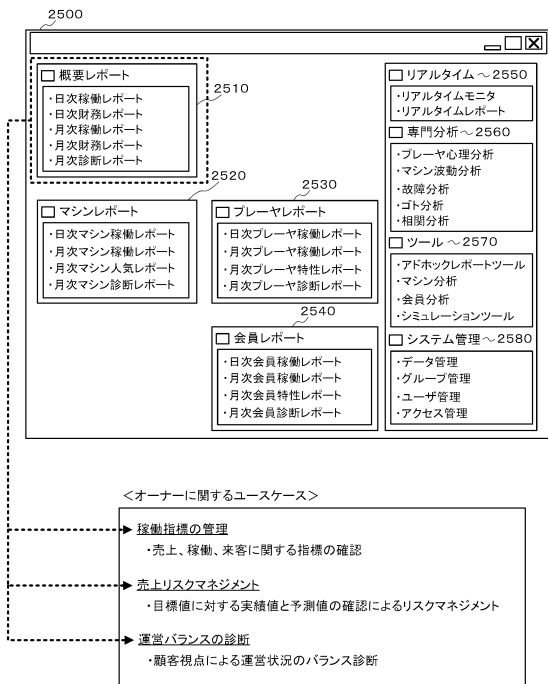 2500
概要レポート
・日次稼働レポート
・日次財務レポート
・月次稼働レポート
・月次財務レポート
・月次診断レポート
2510
2520
マシンレポート
・日次マシン稼働レポート
・月次マシン稼働レポート
・月次マシン人気レポート
・月次マシン診断レポート
2530
プレーヤレポート
・日次プレーヤ稼働レポート
・月次プレーヤ稼働レポート
・月次プレーヤ特性レポート
・月次プレーヤ診断レポート
2540
会員レポート
・日次会員稼働レポート
・月次会員稼働レポート
・月次会員特性レポート
・月次会員診断レポート
リアルタイム ～2550
・リアルタイムモニタ
・リアルタイムレポート
専門分析～2560
・プレーヤ心理分析
・マシン波動分析
・故障分析
・ゴト分析
・相関分析
ツール ～2570
・アドホックレポートツール
・マシン分析
・会員分析
・シミュレーションツール
システム管理～2580
・データ管理
・グループ管理
・ユーザ管理
・アクセス管理
＜オーナーに関するユースケース＞
稼働指標の管理
・売上、稼働、来客に関する指標の確認
売上リスクマネジメント
・目標値に対する実績値と予測値の確認によるリスクマネジメント
運営バランスの診断
・顧客視点による運営状況のバランス診断